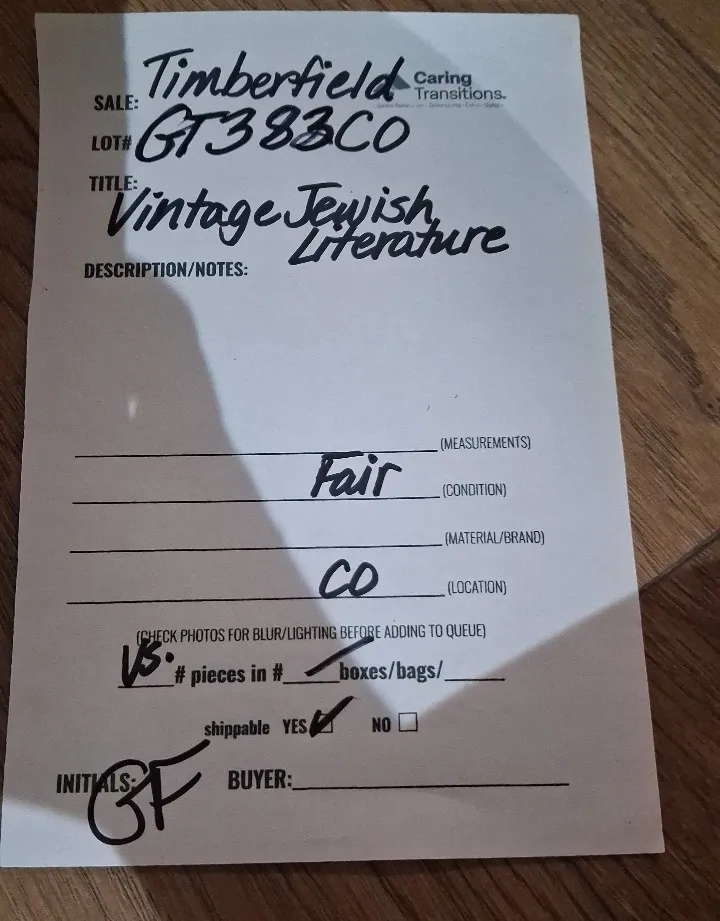 SALE: Timberfield
Caring
Transitions.
LOT# GT383CO
TITLE:
Vintage Jewish
Literature
DESCRIPTION/NOTES:
(MEASUREMENTS)
Fair (CONDITION)
(MATERIAL/BRAND)
CO (LOCATION)
(CHECK PHOTOS FOR BLUR/LIGHTING BEFORE ADDING TO QUEUE)
VS. # pieces in # / boxes/bags/
shippable YES ✓ NO
INITIALS: GF BUYER: